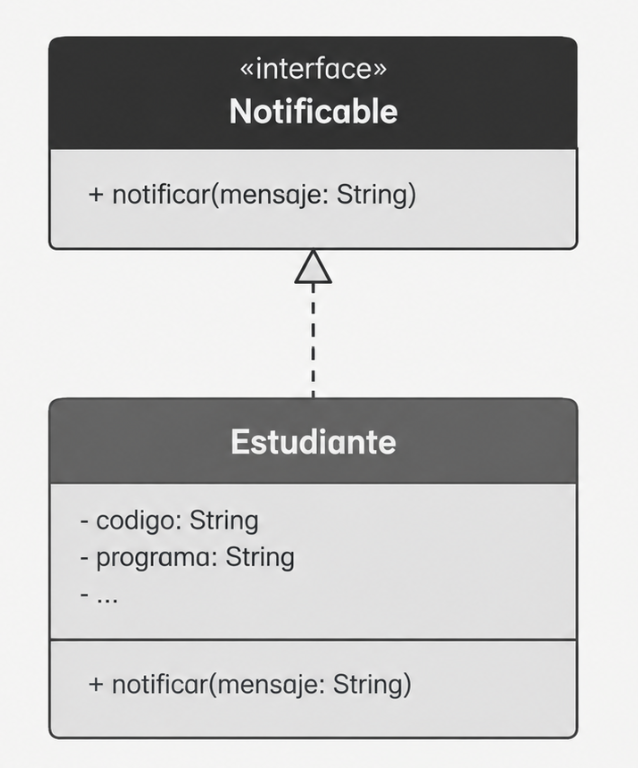 «interface»
Notificable
+ notificar(mensaje: String)
Estudiante
- codigo: String
- programa: String
- ...
+ notificar(mensaje: String)